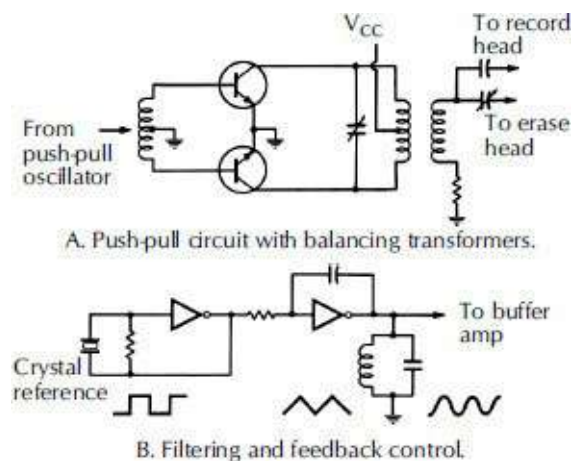 V_CC
To record
head
From
push-pull
oscillator
To erase
head
A. Push-pull circuit with balancing transformers.
To buffer
amp
Crystal
reference
B. Filtering and feedback control.